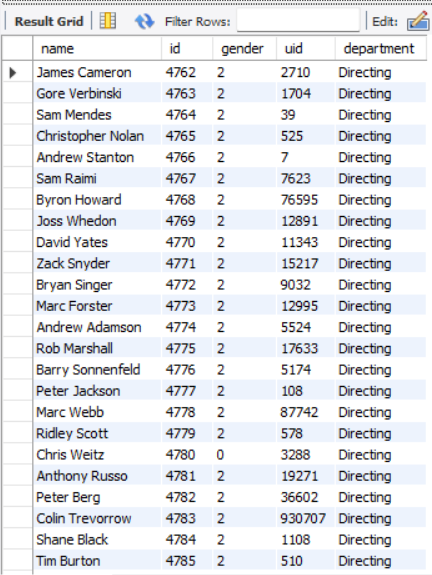 Result Grid Filter Rows: Edit:
name id gender uid department
James Cameron 4762 2 2710 Directing
Gore Verbinski 4763 2 1704 Directing
Sam Mendes 4764 2 39 Directing
Christopher Nolan 4765 2 525 Directing
Andrew Stanton 4766 2 7 Directing
Sam Raimi 4767 2 7623 Directing
Byron Howard 4768 2 76595 Directing
Joss Whedon 4769 2 12891 Directing
David Yates 4770 2 11343 Directing
Zack Snyder 4771 2 15217 Directing
Bryan Singer 4772 2 9032 Directing
Marc Forster 4773 2 12995 Directing
Andrew Adamson 4774 2 5524 Directing
Rob Marshall 4775 2 17633 Directing
Barry Sonnenfeld 4776 2 5174 Directing
Peter Jackson 4777 2 108 Directing
Marc Webb 4778 2 87742 Directing
Ridley Scott 4779 2 578 Directing
Chris Weitz 4780 0 3288 Directing
Anthony Russo 4781 2 19271 Directing
Peter Berg 4782 2 36602 Directing
Colin Trevorrow 4783 2 930707 Directing
Shane Black 4784 2 1108 Directing
Tim Burton 4785 2 510 Directing